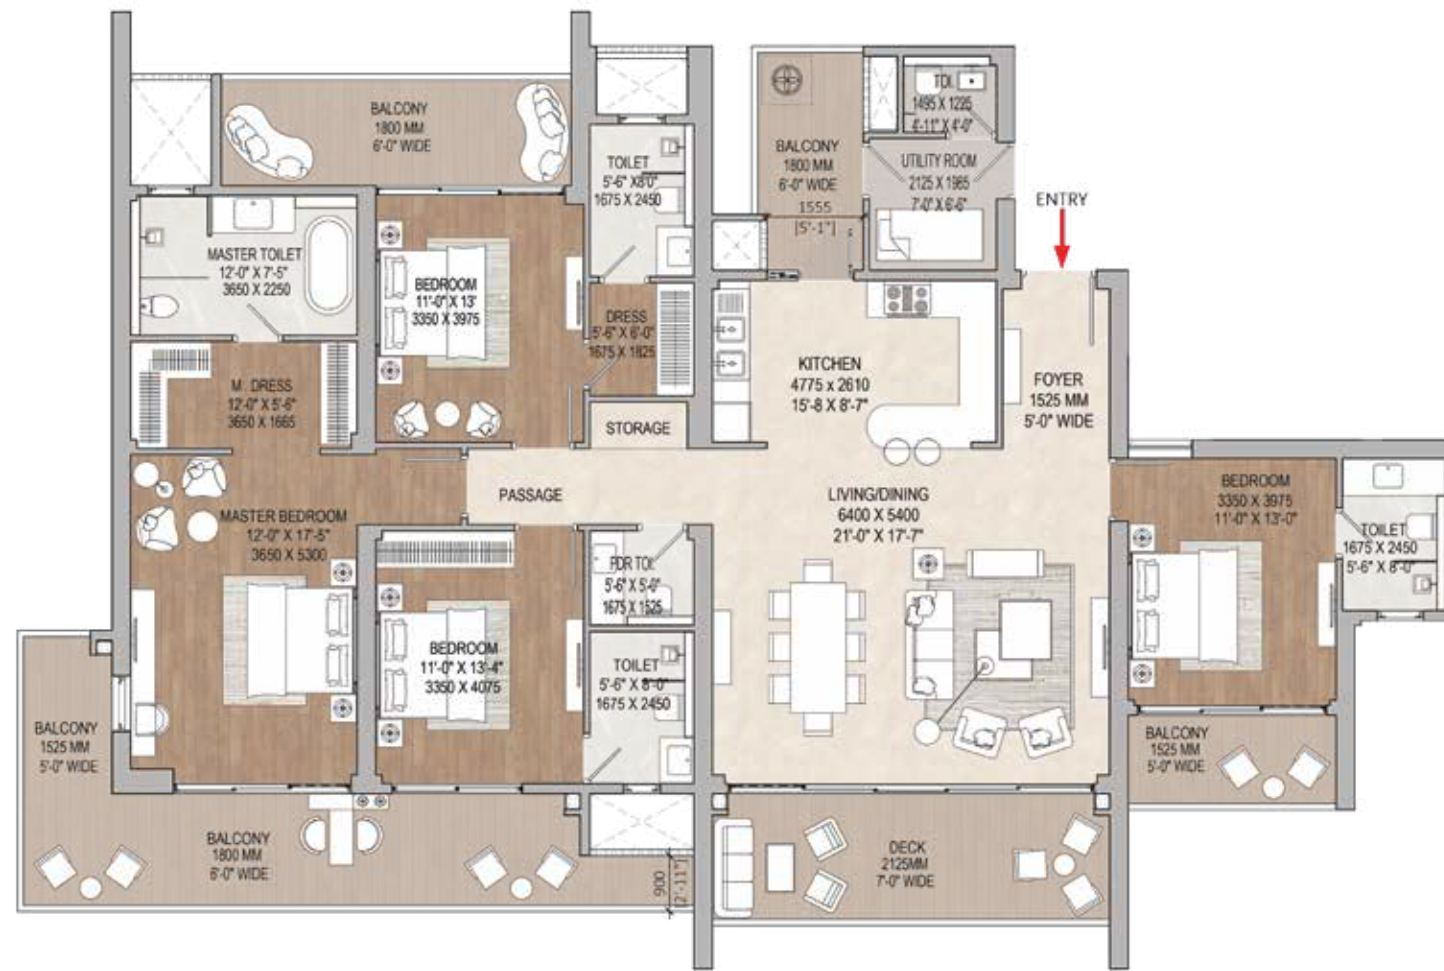 BALCONY
1800 MM
6'-0" WIDE
TOILET
5'-6" X8'0"
1675 X 2450
BALCONY
1800 MM
6'-0" WIDE
1555
[5'-1"]
TOI.
1495 X 1225
4'-11" X 4'-0"
UTILITY ROOM
2125 X 1985
7'-0" X 6'-6"
ENTRY
MASTER TOILET
12'-0" X 7'-5"
3650 X 2250
BEDROOM
11'-0" X 13'
3350 X 3975
DRESS
5'-6" X 6'-0"
1675 X 1825
M. DRESS
12'-0" X 5'-6"
3650 X 1665
KITCHEN
4775 x 2610
15'-8 X 8'-7"
FOYER
1525 MM
5'-0" WIDE
STORAGE
PASSAGE
LIVING/DINING
6400 X 5400
21'-0" X 17'-7"
BEDROOM
3350 X 3975
11'-0" X 13'-0"
TOILET
1675 X 2450
5'-6" X 8'-0"
MASTER BEDROOM
12'-0" X 17'-5"
3650 X 5300
PDR TOI.
5'-6" X 5'-0"
1675 X 1525
BEDROOM
11'-0" X 13'-4"
3350 X 4075
TOILET
5'-6" X 8'-0"
1675 X 2450
BALCONY
1525 MM
5'-0" WIDE
BALCONY
1525 MM
5'-0" WIDE
BALCONY
1800 MM
6'-0" WIDE
900
[2'-11"]
DECK
2125MM
7'-0" WIDE